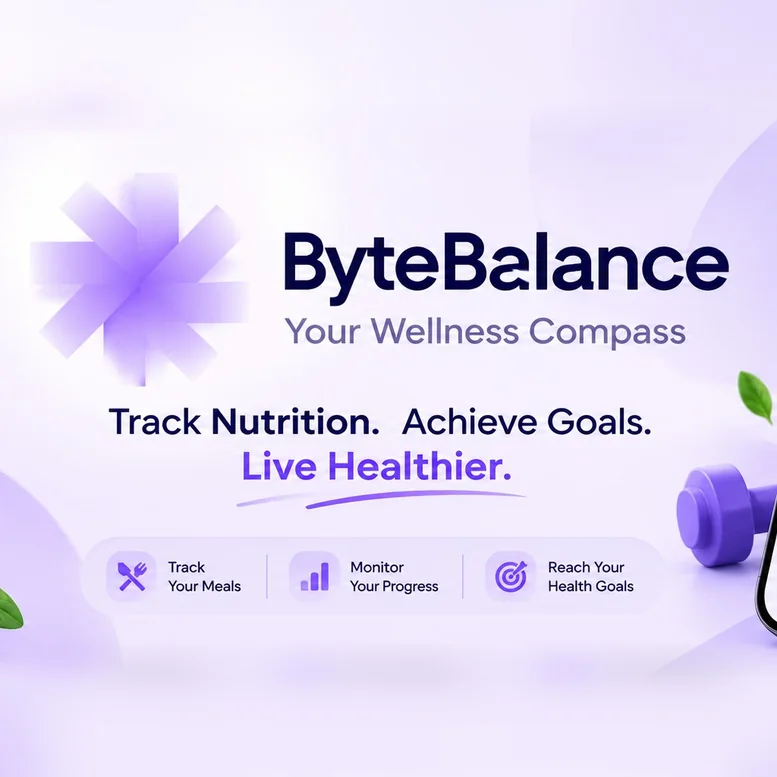 ByteBalance
Your Wellness Compass
Track Nutrition. Achieve Goals.
Live Healthier.
Track
Your Meals
Monitor
Your Progress
Reach Your
Health Goals